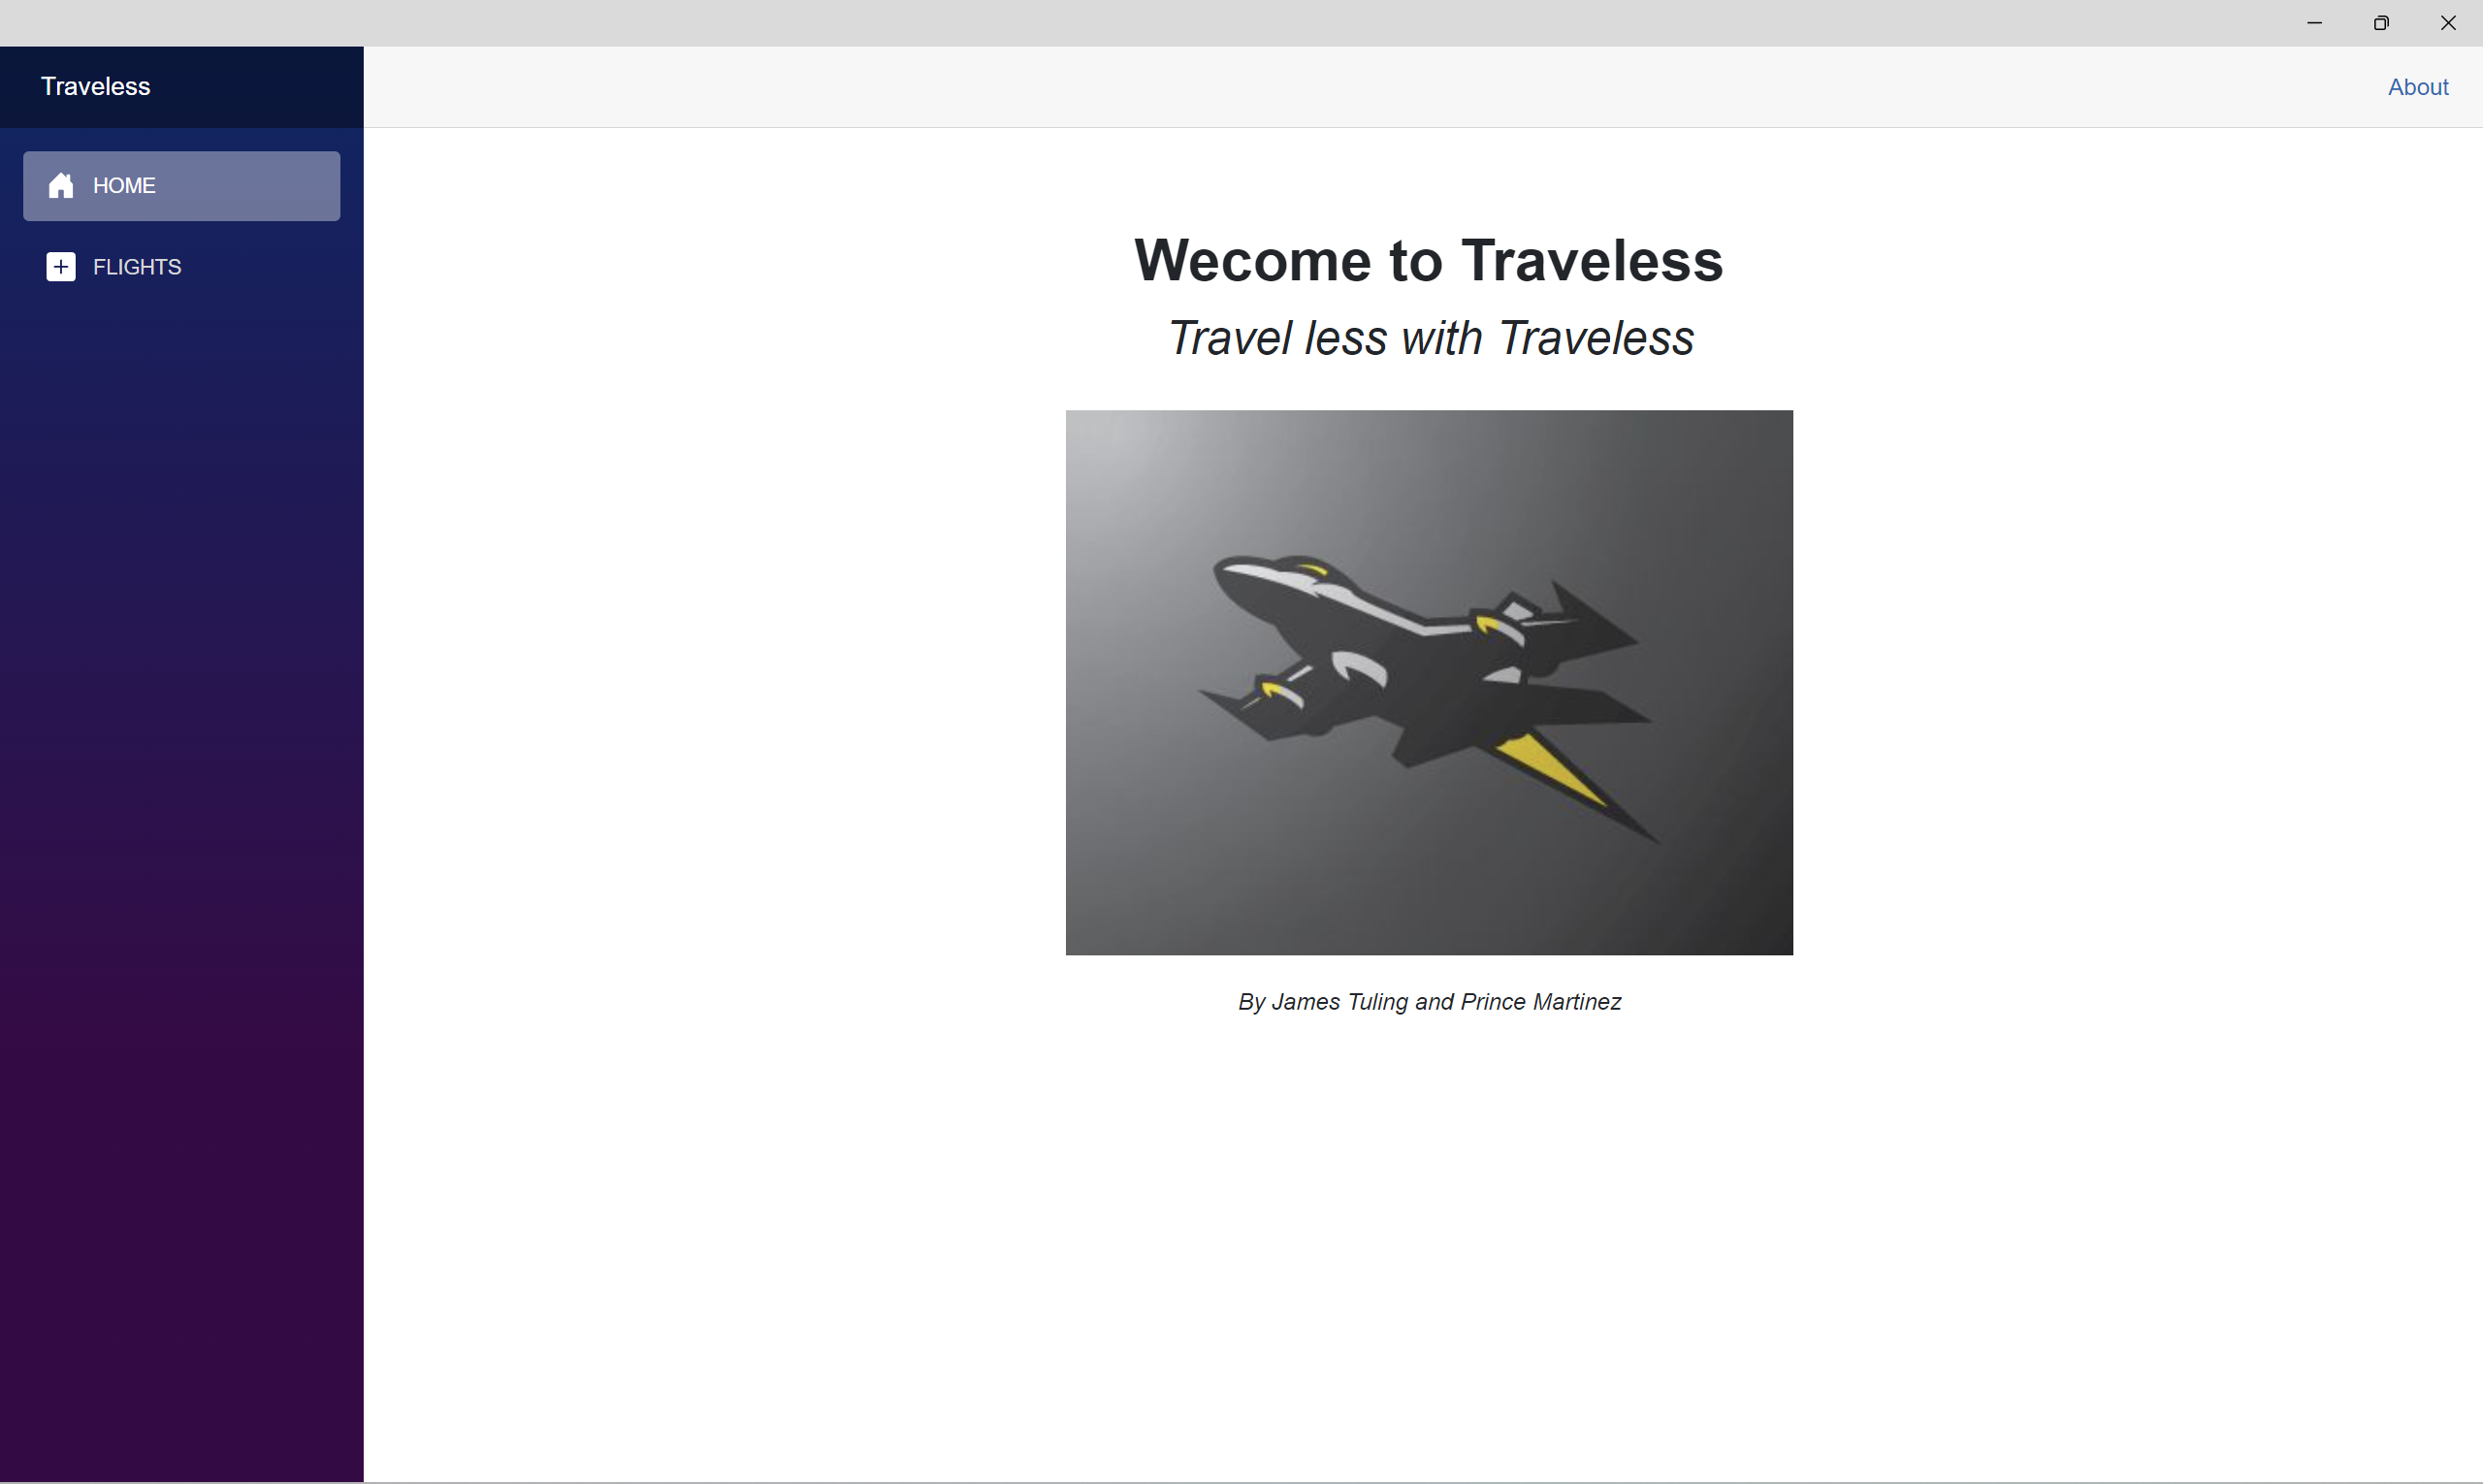 Traveless
About
HOME
FLIGHTS
Wecome to Traveless
Travel less with Traveless
By James Tuling and Prince Martinez